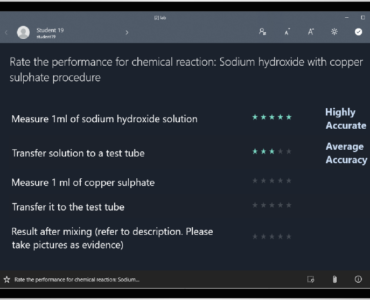 Student 19
student19
Rate the performance for chemical reaction: Sodium hydroxide with copper
sulphate procedure
Measure 1ml of sodium hydroxide solution
Highly
Accurate
Transfer solution to a test tube
Average
Accuracy
Measure 1 ml of copper sulphate
Transfer it to the test tube
Result after mixing (refer to description. Please
take pictures as evidence)
Rate the performance for chemical reaction: Sodium...